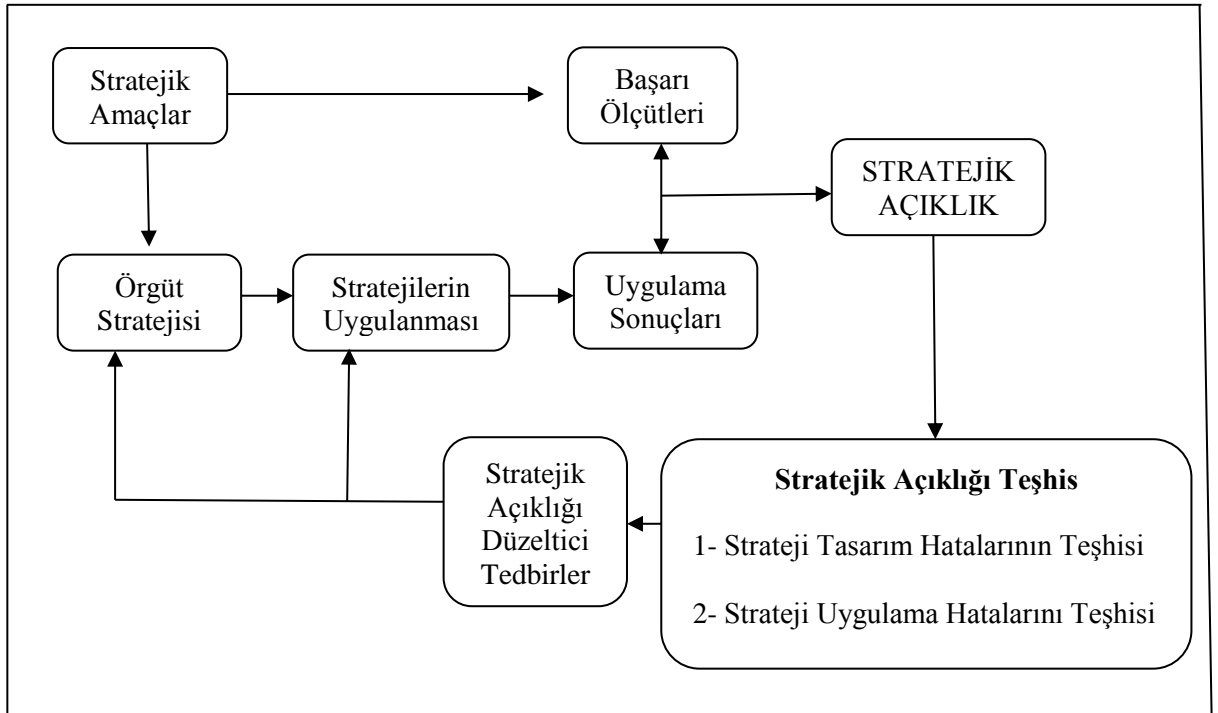 Stratejik
Amaçlar
Başarı
Ölçütleri
STRATEJİK
AÇIKLIK
Örgüt
Stratejisi
Stratejilerin
Uygulanması
Uygulama
Sonuçları
Stratejik
Açıklığı
Düzeltici
Tedbirler
Stratejik Açıklığı Teşhis
1- Strateji Tasarım Hatalarının Teşhisi
2- Strateji Uygulama Hatalarını Teşhisi